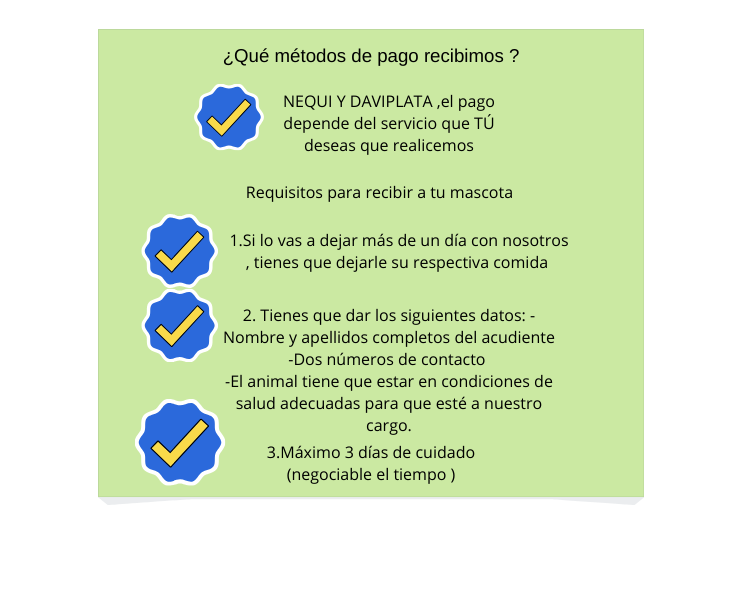 ¿Qué métodos de pago recibimos ?
NEQUI Y DAVIPLATA ,el pago
depende del servicio que TÚ
deseas que realicemos
Requisitos para recibir a tu mascota
1.Si lo vas a dejar más de un día con nosotros
, tienes que dejarle su respectiva comida
2. Tienes que dar los siguientes datos: -
Nombre y apellidos completos del acudiente
-Dos números de contacto
-El animal tiene que estar en condiciones de
salud adecuadas para que esté a nuestro
cargo.
3.Máximo 3 días de cuidado
(negociable el tiempo )